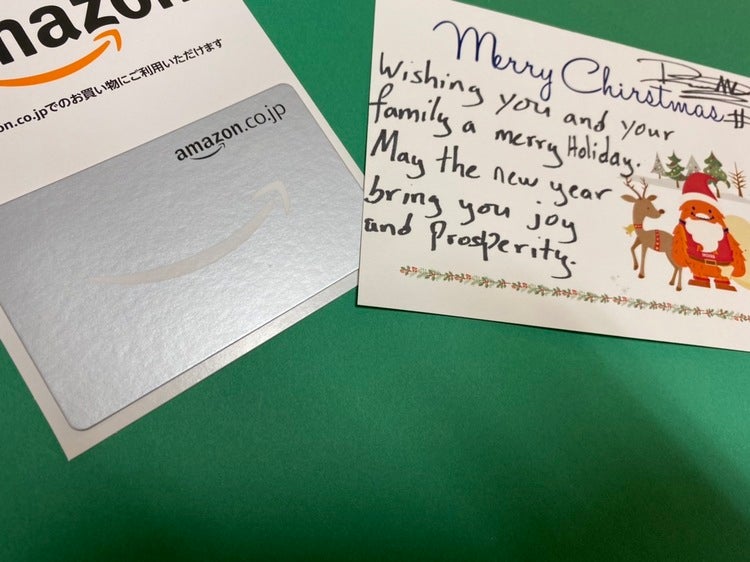 amazon
on.co.jpでのお買い物にご利用いただけます
amazon.co.jp
Merry Chirstmas
Wishing you and your
family a merry Holiday.
May the new year
bring you joy
and Prosperity.